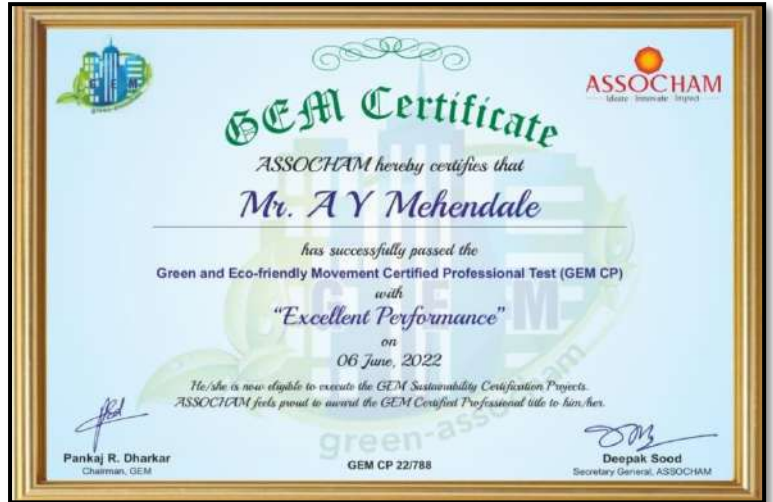 GEM
green-assocham
ASSOCHAM
Ideate Innovate Impact
GEM Certificate
ASSOCHAM hereby certifies that
Mr. A Y Mehendale
has successfully passed the
Green and Eco-friendly Movement Certified Professional Test (GEM CP)
with
"Excellent Performance"
on
06 June, 2022
He/she is now eligible to execute the GEM Sustainability Certification Projects.
ASSOCHAM feels proud to award the GEM Certified Professional title to him/her.
Pankaj R. Dharkar
Chairman, GEM
GEM CP 22/788
Deepak Sood
Secretary General, ASSOCHAM